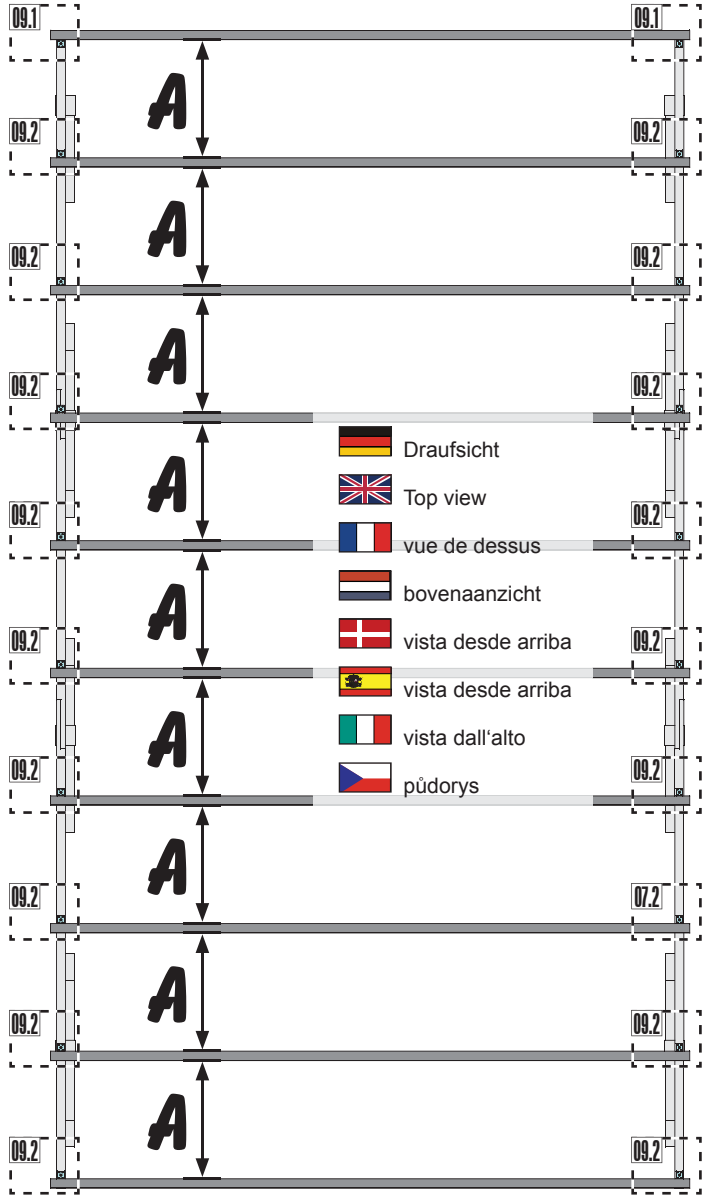 09.1 09.1
A
09.2 09.2
A
09.2 09.2
A
09.2 09.2
Draufsicht
A
Top view
09.2 09.2
vue de dessus
bovenaanzicht
A
09.2 09.2
vista desde arriba
vista desde arriba
A
vista dall‘alto
09.2 09.2
půdorys
A
09.2 07.2
A
09.2 09.2
A
09.2 09.2